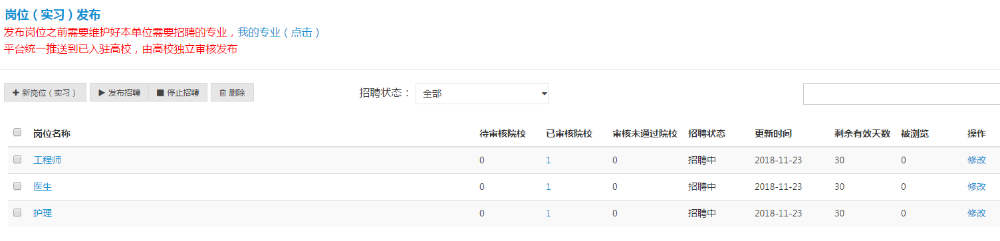 岗位（实习）发布
发布岗位之前需要维护好本单位需要招聘的专业，我的专业（点击）
平台统一推送到已入驻高校，由高校独立审核发布
新岗位（实习） 发布招聘 停止招聘 删除 招聘状态： 全部
岗位名称 待审核院校 已审核院校 审核未通过院校 招聘状态 更新时间 剩余有效天数 被浏览 操作
工程师 0 1 0 招聘中 2018-11-23 30 0 修改
医生 0 1 0 招聘中 2018-11-23 30 0 修改
护理 0 1 0 招聘中 2018-11-23 30 0 修改